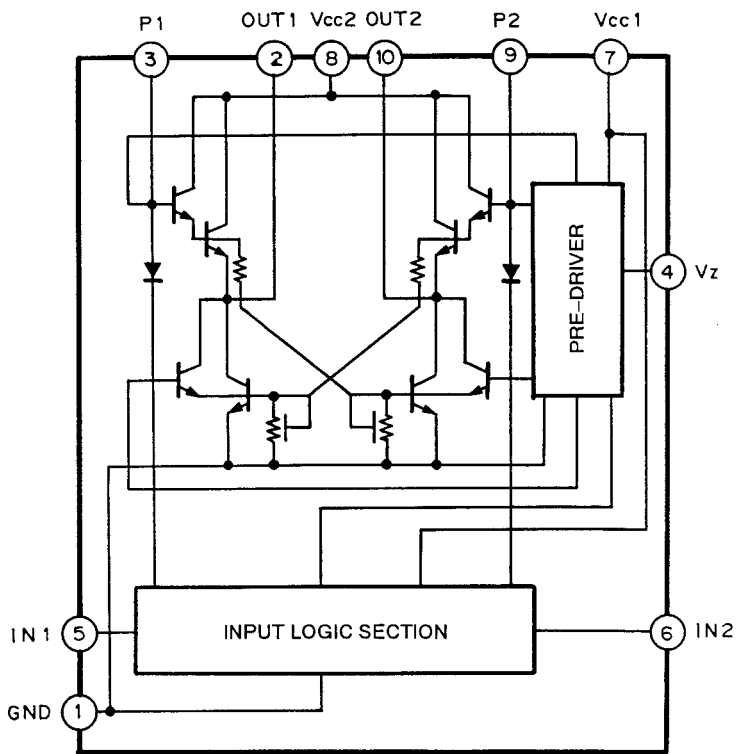 P1 OUT1 Vcc2 OUT2 P2 Vcc1
3 2 8 10 9 7
PRE-DRIVER
4 Vz
IN1 5
INPUT LOGIC SECTION
6 IN2
GND 1